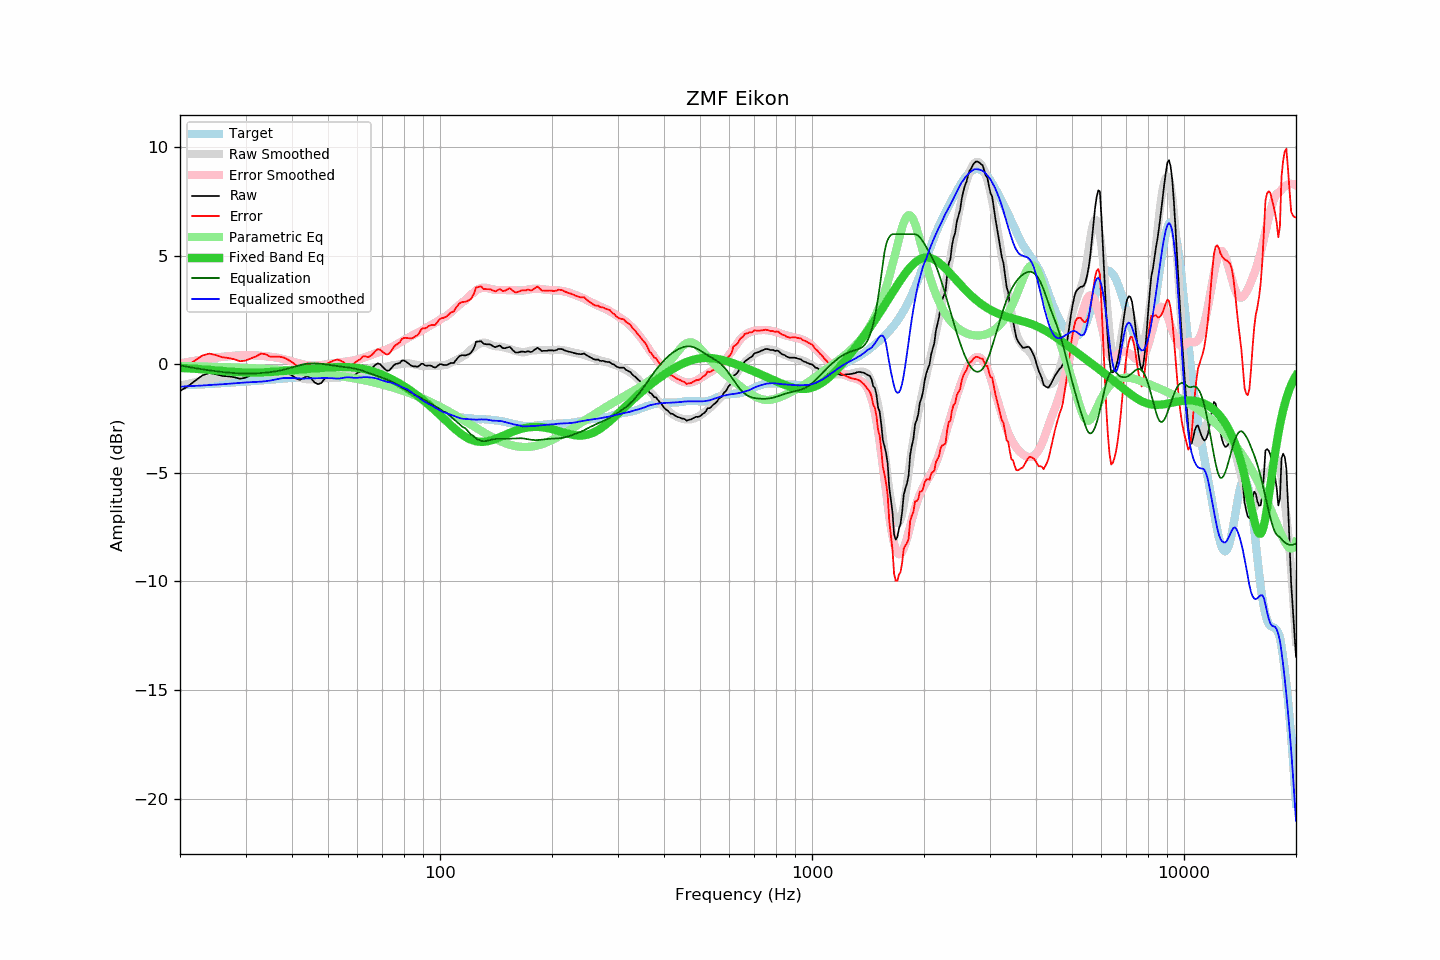 ZMF Eikon
Target
Raw Smoothed
Error Smoothed
Raw
Error
Parametric Eq
Fixed Band Eq
Equalization
Equalized smoothed
10
5
0
−5
−10
−15
−20
Amplitude (dBr)
100
1000
10000
Frequency (Hz)